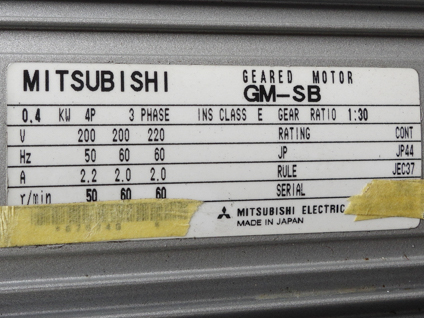 MITSUBISHI GEARED MOTOR GM-SB
0.4 KW 4P 3 PHASE INS CLASS E GEAR RATIO 1:30
V 200 200 220 RATING CONT
Hz 50 60 60 JP JP44
A 2.2 2.0 2.0 RULE JEC37
r/min 50 60 60 SERIAL
MITSUBISHI ELECTRIC
MADE IN JAPAN